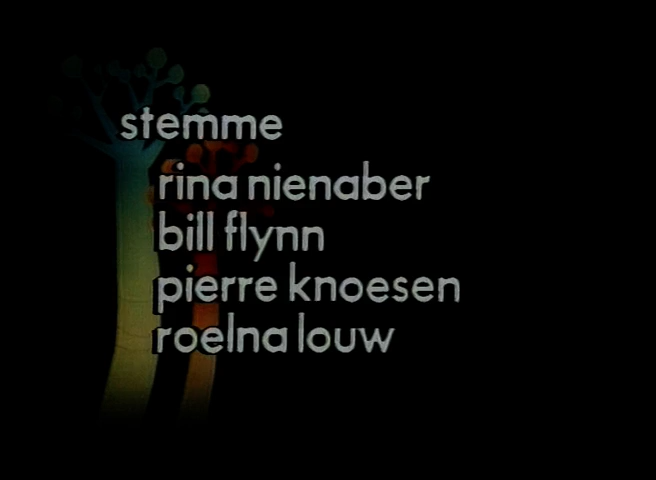 stemme
rina nienaber
bill flynn
pierre knoesen
roelna louw